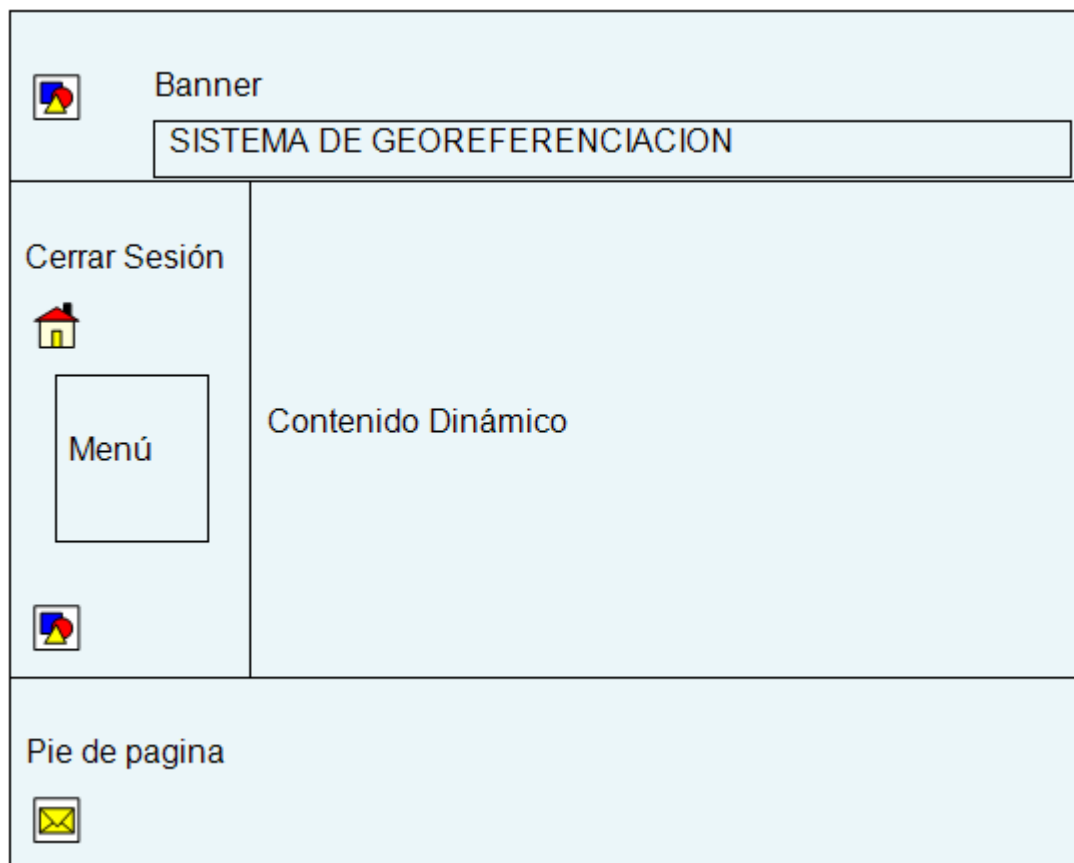 Banner
SISTEMA DE GEOREFERENCIACION
Cerrar Sesión
Menú
Contenido Dinámico
Pie de pagina